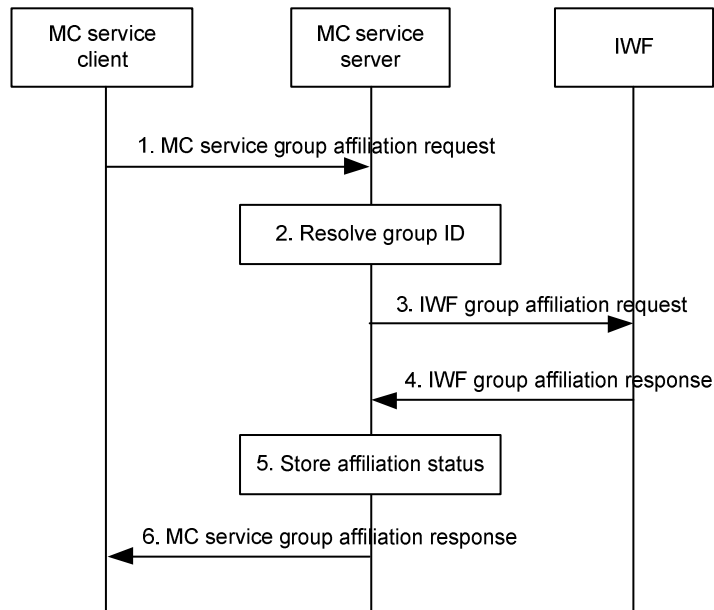 MC service
client
MC service
server
IWF
1. MC service group affiliation request
2. Resolve group ID
3. IWF group affiliation request
4. IWF group affiliation response
5. Store affiliation status
6. MC service group affiliation response